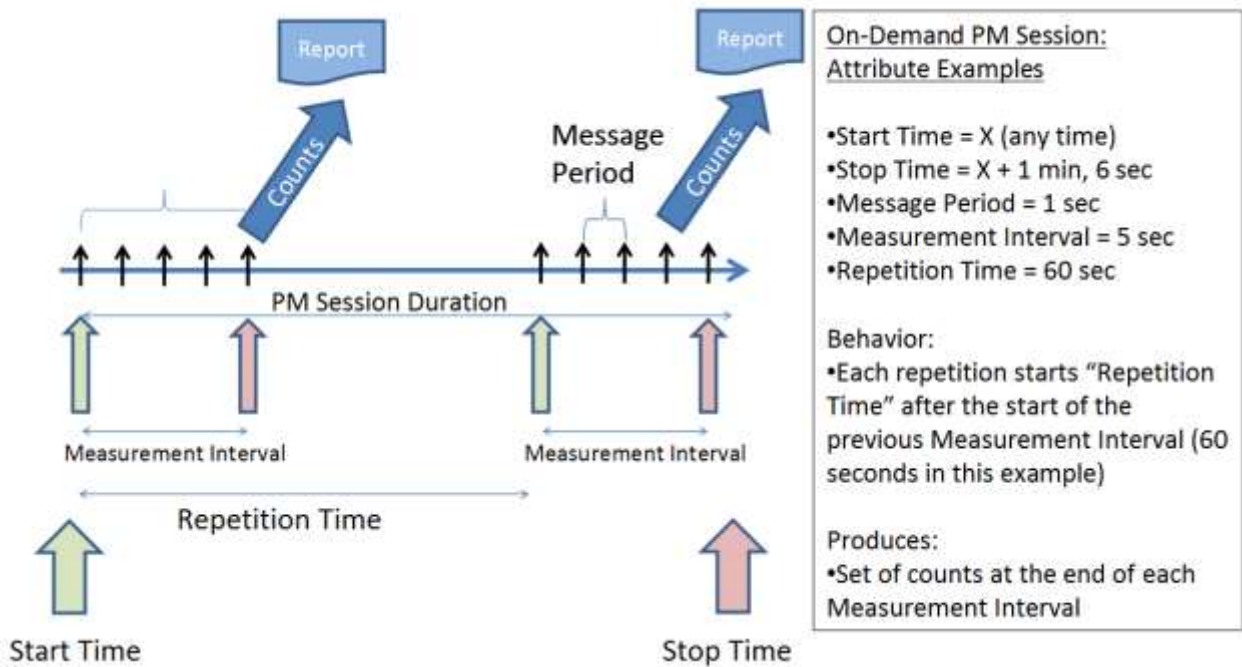 Report
Report
Counts
Counts
Message
Period
PM Session Duration
Measurement Interval
Measurement Interval
Repetition Time
Start Time
Stop Time
On-Demand PM Session:
Attribute Examples
•Start Time = X (any time)
•Stop Time = X + 1 min, 6 sec
•Message Period = 1 sec
•Measurement Interval = 5 sec
•Repetition Time = 60 sec
Behavior:
•Each repetition starts “Repetition
Time” after the start of the
previous Measurement Interval (60
seconds in this example)
Produces:
•Set of counts at the end of each
Measurement Interval